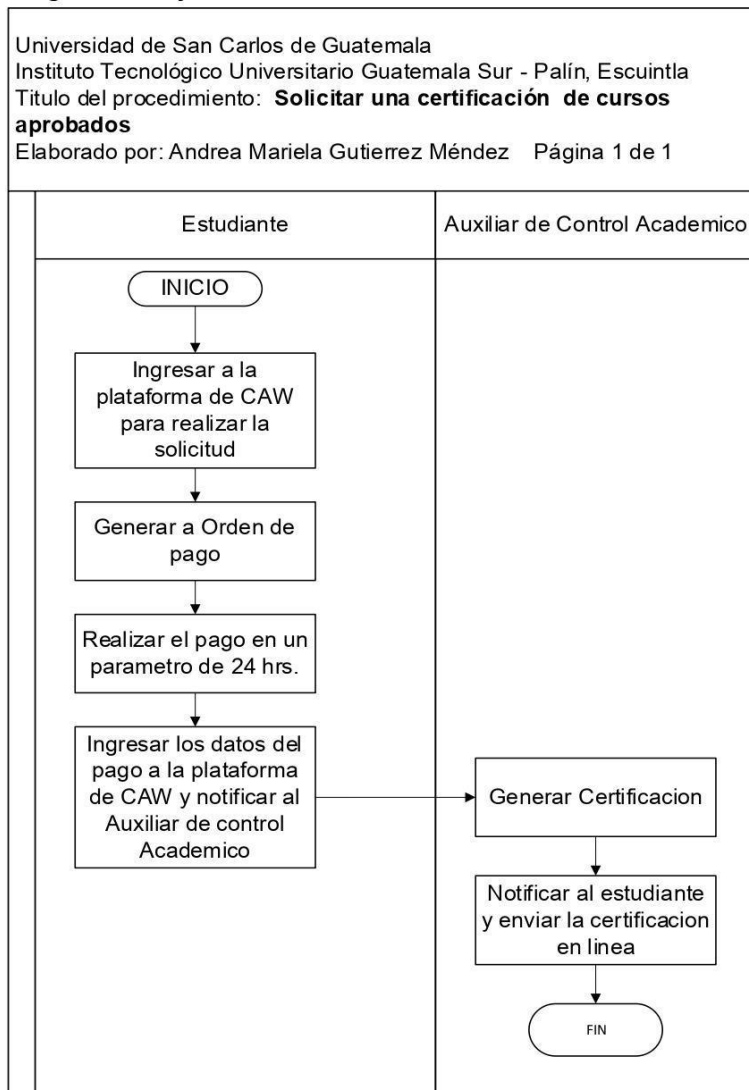 Universidad de San Carlos de Guatemala
Instituto Tecnológico Universitario Guatemala Sur - Palín, Escuintla
Titulo del procedimiento: Solicitar una certificación de cursos
aprobados
Elaborado por: Andrea Mariela Gutierrez Méndez Página 1 de 1
Estudiante
Auxiliar de Control Academico
INICIO
Ingresar a la
plataforma de CAW
para realizar la
solicitud
Generar a Orden de
pago
Realizar el pago en un
parametro de 24 hrs.
Ingresar los datos del
pago a la plataforma
de CAW y notificar al
Auxiliar de control
Academico
Generar Certificacion
Notificar al estudiante
y enviar la certificacion
en linea
FIN